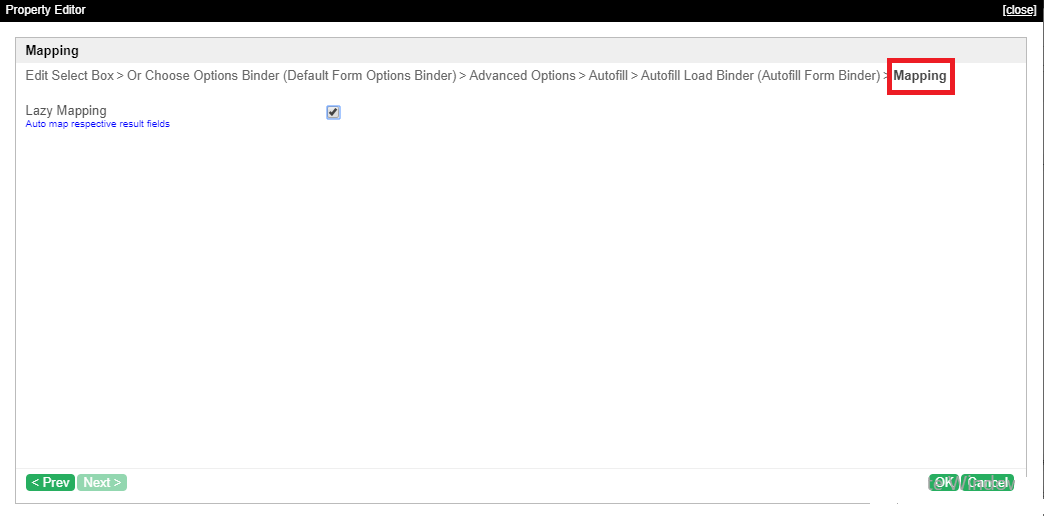 Property Editor [close]
Mapping
Edit Select Box > Or Choose Options Binder (Default Form Options Binder) > Advanced Options > Autofill > Autofill Load Binder (Autofill Form Binder) > Mapping
Lazy Mapping
Auto map respective result fields
< Prev Next > OK Cancel